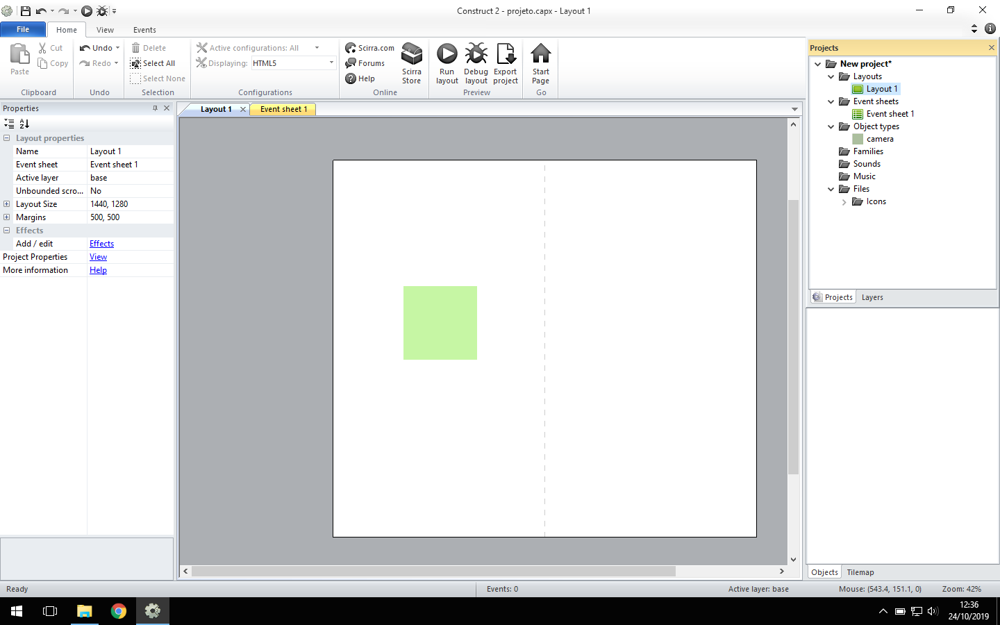 Construct 2 - projeto.capx - Layout 1
File Home View Events
Paste Cut Copy
Clipboard
Undo Redo
Undo
Delete Select All Select None
Selection
Active configurations: All
Displaying: HTML5
Configurations
Scirra.com Forums Help Scirra Store
Online
Run layout Debug layout Export project
Preview
Start Page
Go
Properties
Layout properties
Name Layout 1
Event sheet Event sheet 1
Active layer base
Unbounded scro... No
Layout Size 1440, 1280
Margins 500, 500
Effects
Add / edit Effects
Project Properties View
More information Help
Layout 1 Event sheet 1
Projects
New project*
Layouts
Layout 1
Event sheets
Event sheet 1
Object types
camera
Families
Sounds
Music
Files
Icons
Projects Layers
Objects Tilemap
Ready Events: 0 Active layer: base Mouse: (543.4, 151.1, 0) Zoom: 42%
12:36
24/10/2019